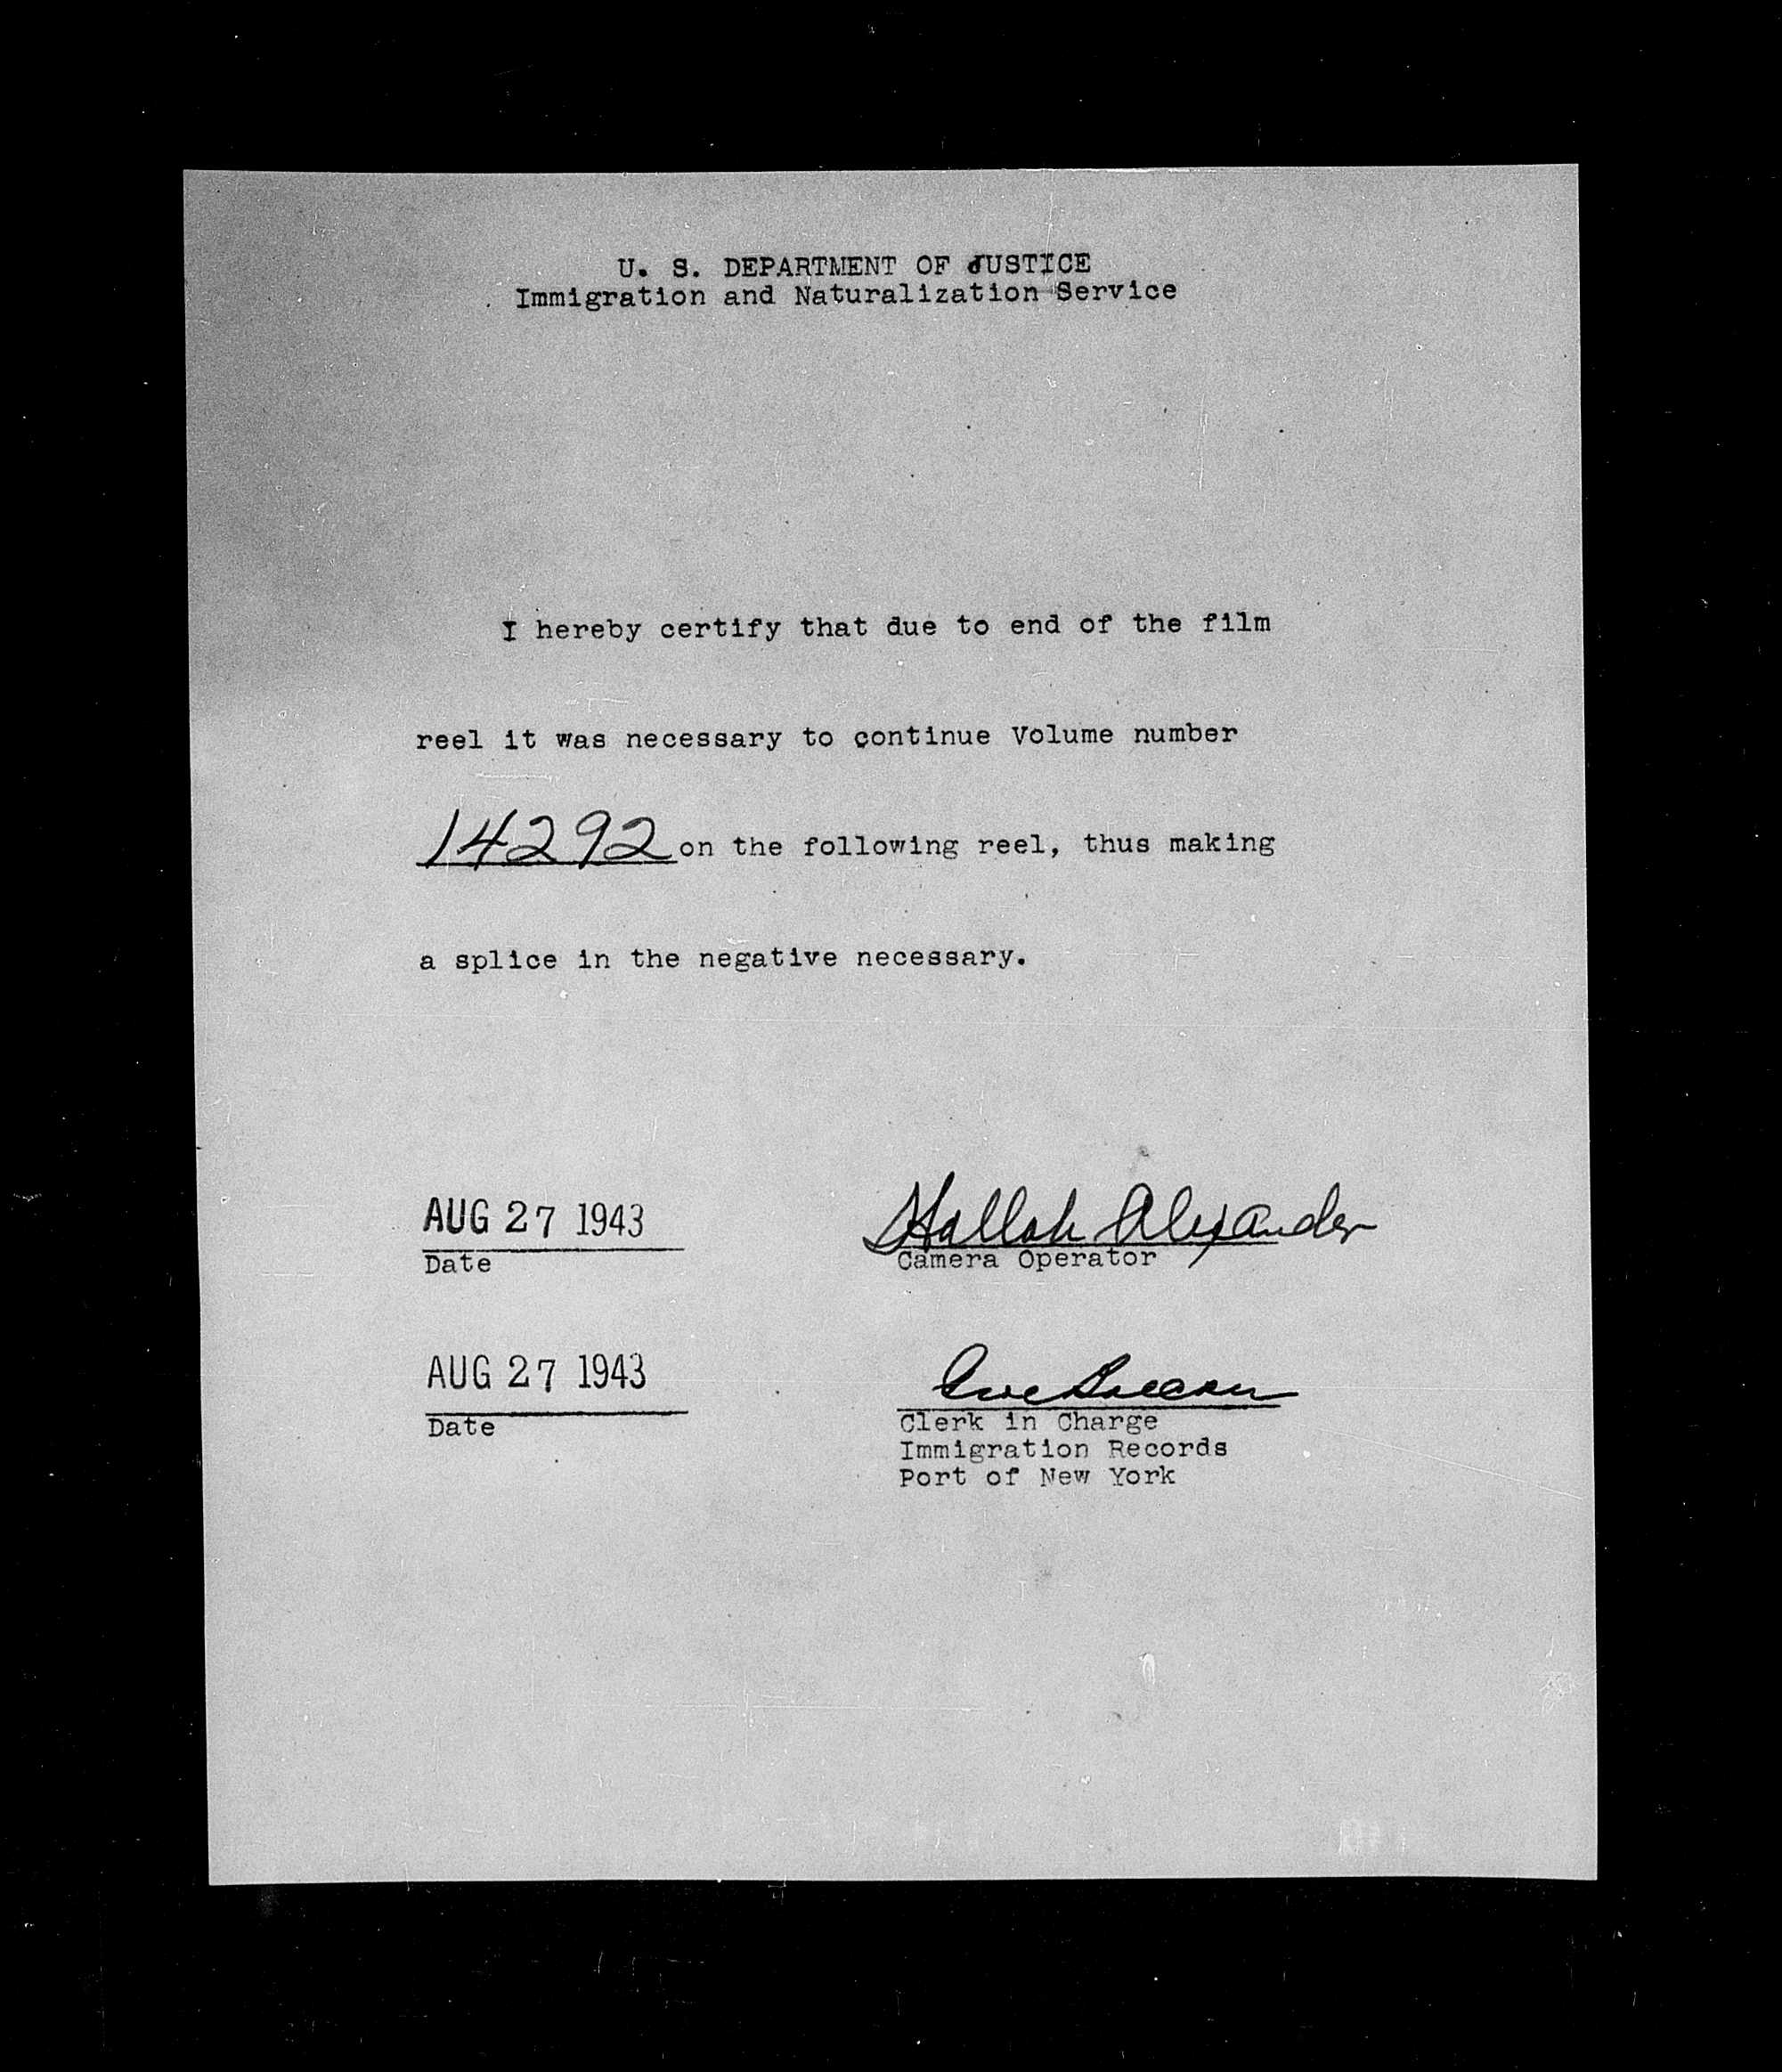 U. S. DEPARTMENT OF JUSTICE
Immigration and Naturalization Service
I hereby certify that due to end of the film
reel it was necessary to continue Volume number
14292 on the following reel, thus making
a splice in the negative necessary.
AUG 27 1943
Date
Alexander
Camera Operator
AUG 27 1943
Date
Clerk in Charge
Immigration Records
Port of New York